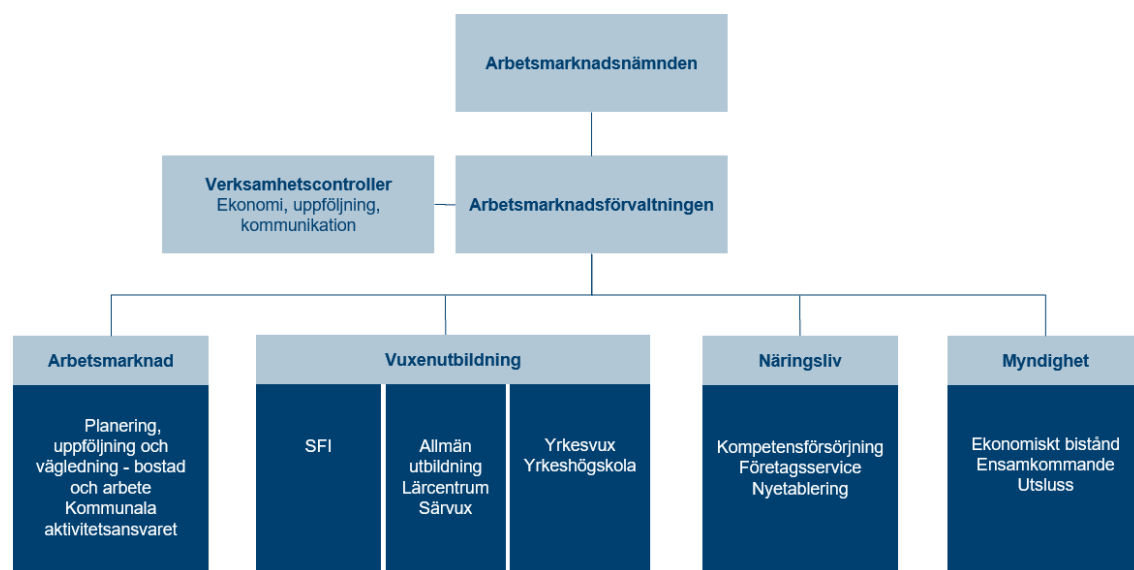 Arbetsmarknadsnämnden
Verksamhetscontroller
Ekonomi, uppföljning,
kommunikation
Arbetsmarknadsförvaltningen
Arbetsmarknad
Planering,
uppföljning och
vägledning - bostad
och arbete
Kommunala
aktivitetsansvaret
Vuxenutbildning
SFI
Allmän
utbildning
Lärcentrum
Särvux
Yrkesvux
Yrkeshögskola
Näringsliv
Kompetensförsörjning
Företagsservice
Nyetablering
Myndighet
Ekonomiskt bistånd
Ensamkommande
Utsluss